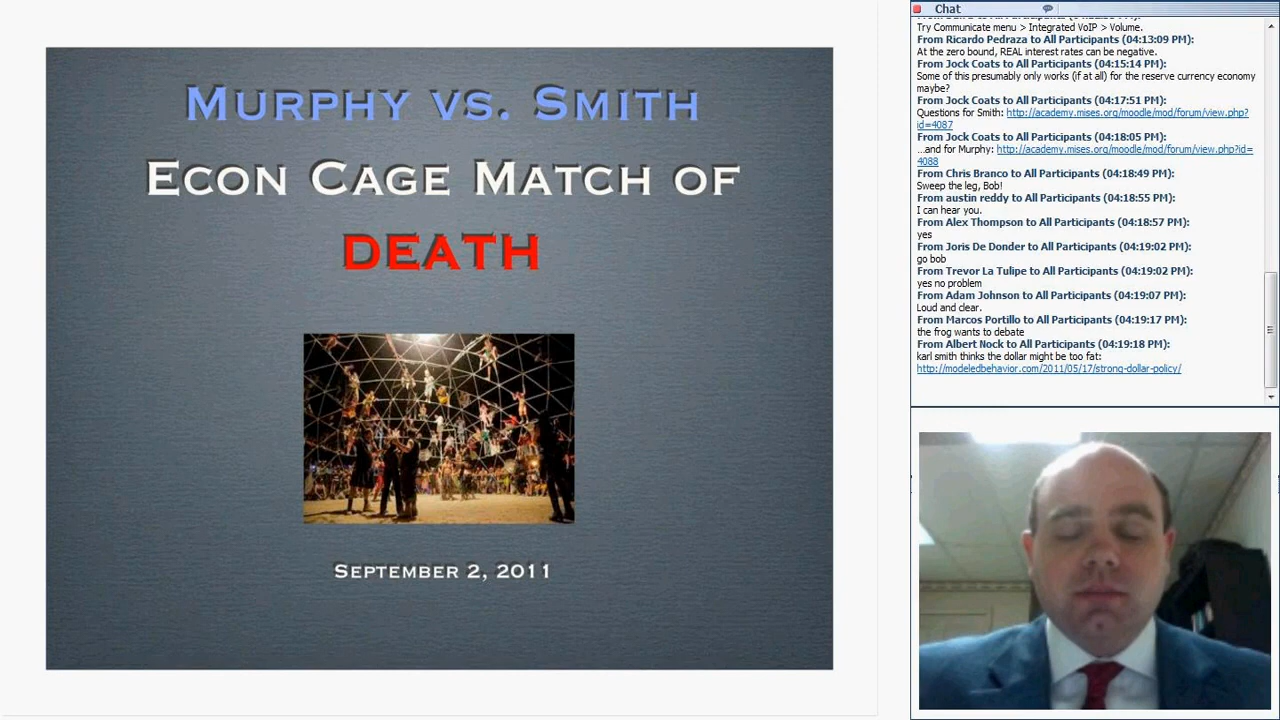 Murphy vs. Smith
Econ Cage Match of
DEATH
September 2, 2011
Chat
Try Communicate menu > Integrated VoIP > Volume.
From Ricardo Pedraza to All Participants (04:13:09 PM):
At the zero bound, REAL interest rates can be negative.
From Jock Coats to All Participants (04:15:14 PM):
Some of this presumably only works (if at all) for the reserve currency economy
maybe?
From Jock Coats to All Participants (04:17:51 PM):
Questions for Smith: http://academy.mises.org/moodle/mod/forum/view.php?
id=4087
From Jock Coats to All Participants (04:18:05 PM):
...and for Murphy: http://academy.mises.org/moodle/mod/forum/view.php?id=
4088
From Chris Branco to All Participants (04:18:49 PM):
Sweep the leg, Bob!
From austin reddy to All Participants (04:18:55 PM):
I can hear you.
From Alex Thompson to All Participants (04:18:57 PM):
yes
From Joris De Donder to All Participants (04:19:02 PM):
go bob
From Trevor La Tulipe to All Participants (04:19:02 PM):
yes no problem
From Adam Johnson to All Participants (04:19:07 PM):
Loud and clear.
From Marcos Portillo to All Participants (04:19:17 PM):
the frog wants to debate
From Albert Nock to All Participants (04:19:18 PM):
karl smith thinks the dollar might be too fat:
http://modeledbehavior.com/2011/05/17/strong-dollar-policy/